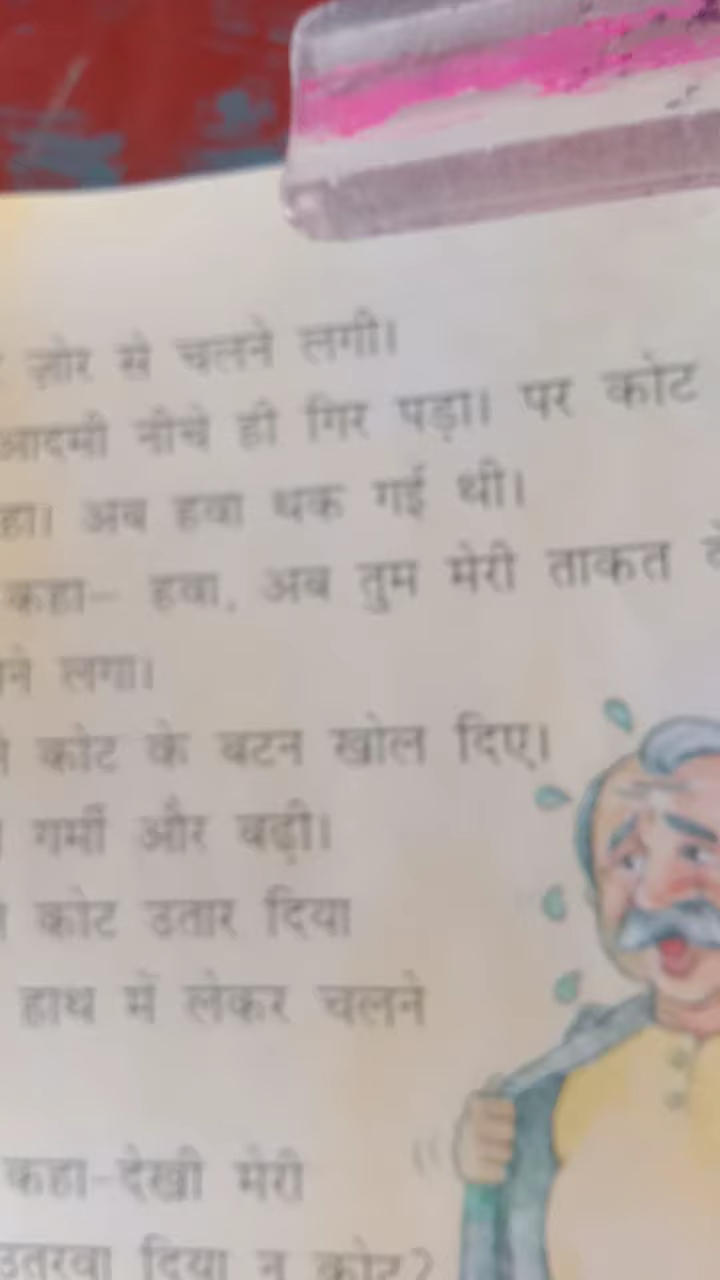 ज़ोर से चलने लगी।
आदमी नीचे ही गिर पड़ा। पर कोट
हा। अब हवा थक गई थी।
कहा– हवा, अब तुम मेरी ताकत
ने लगा।
कोट के बटन खोल दिए।
गर्मी और बढ़ी।
कोट उतार दिया
हाथ में लेकर चलने
कहा-देखी मेरी
उतरवा दिया न कोट?